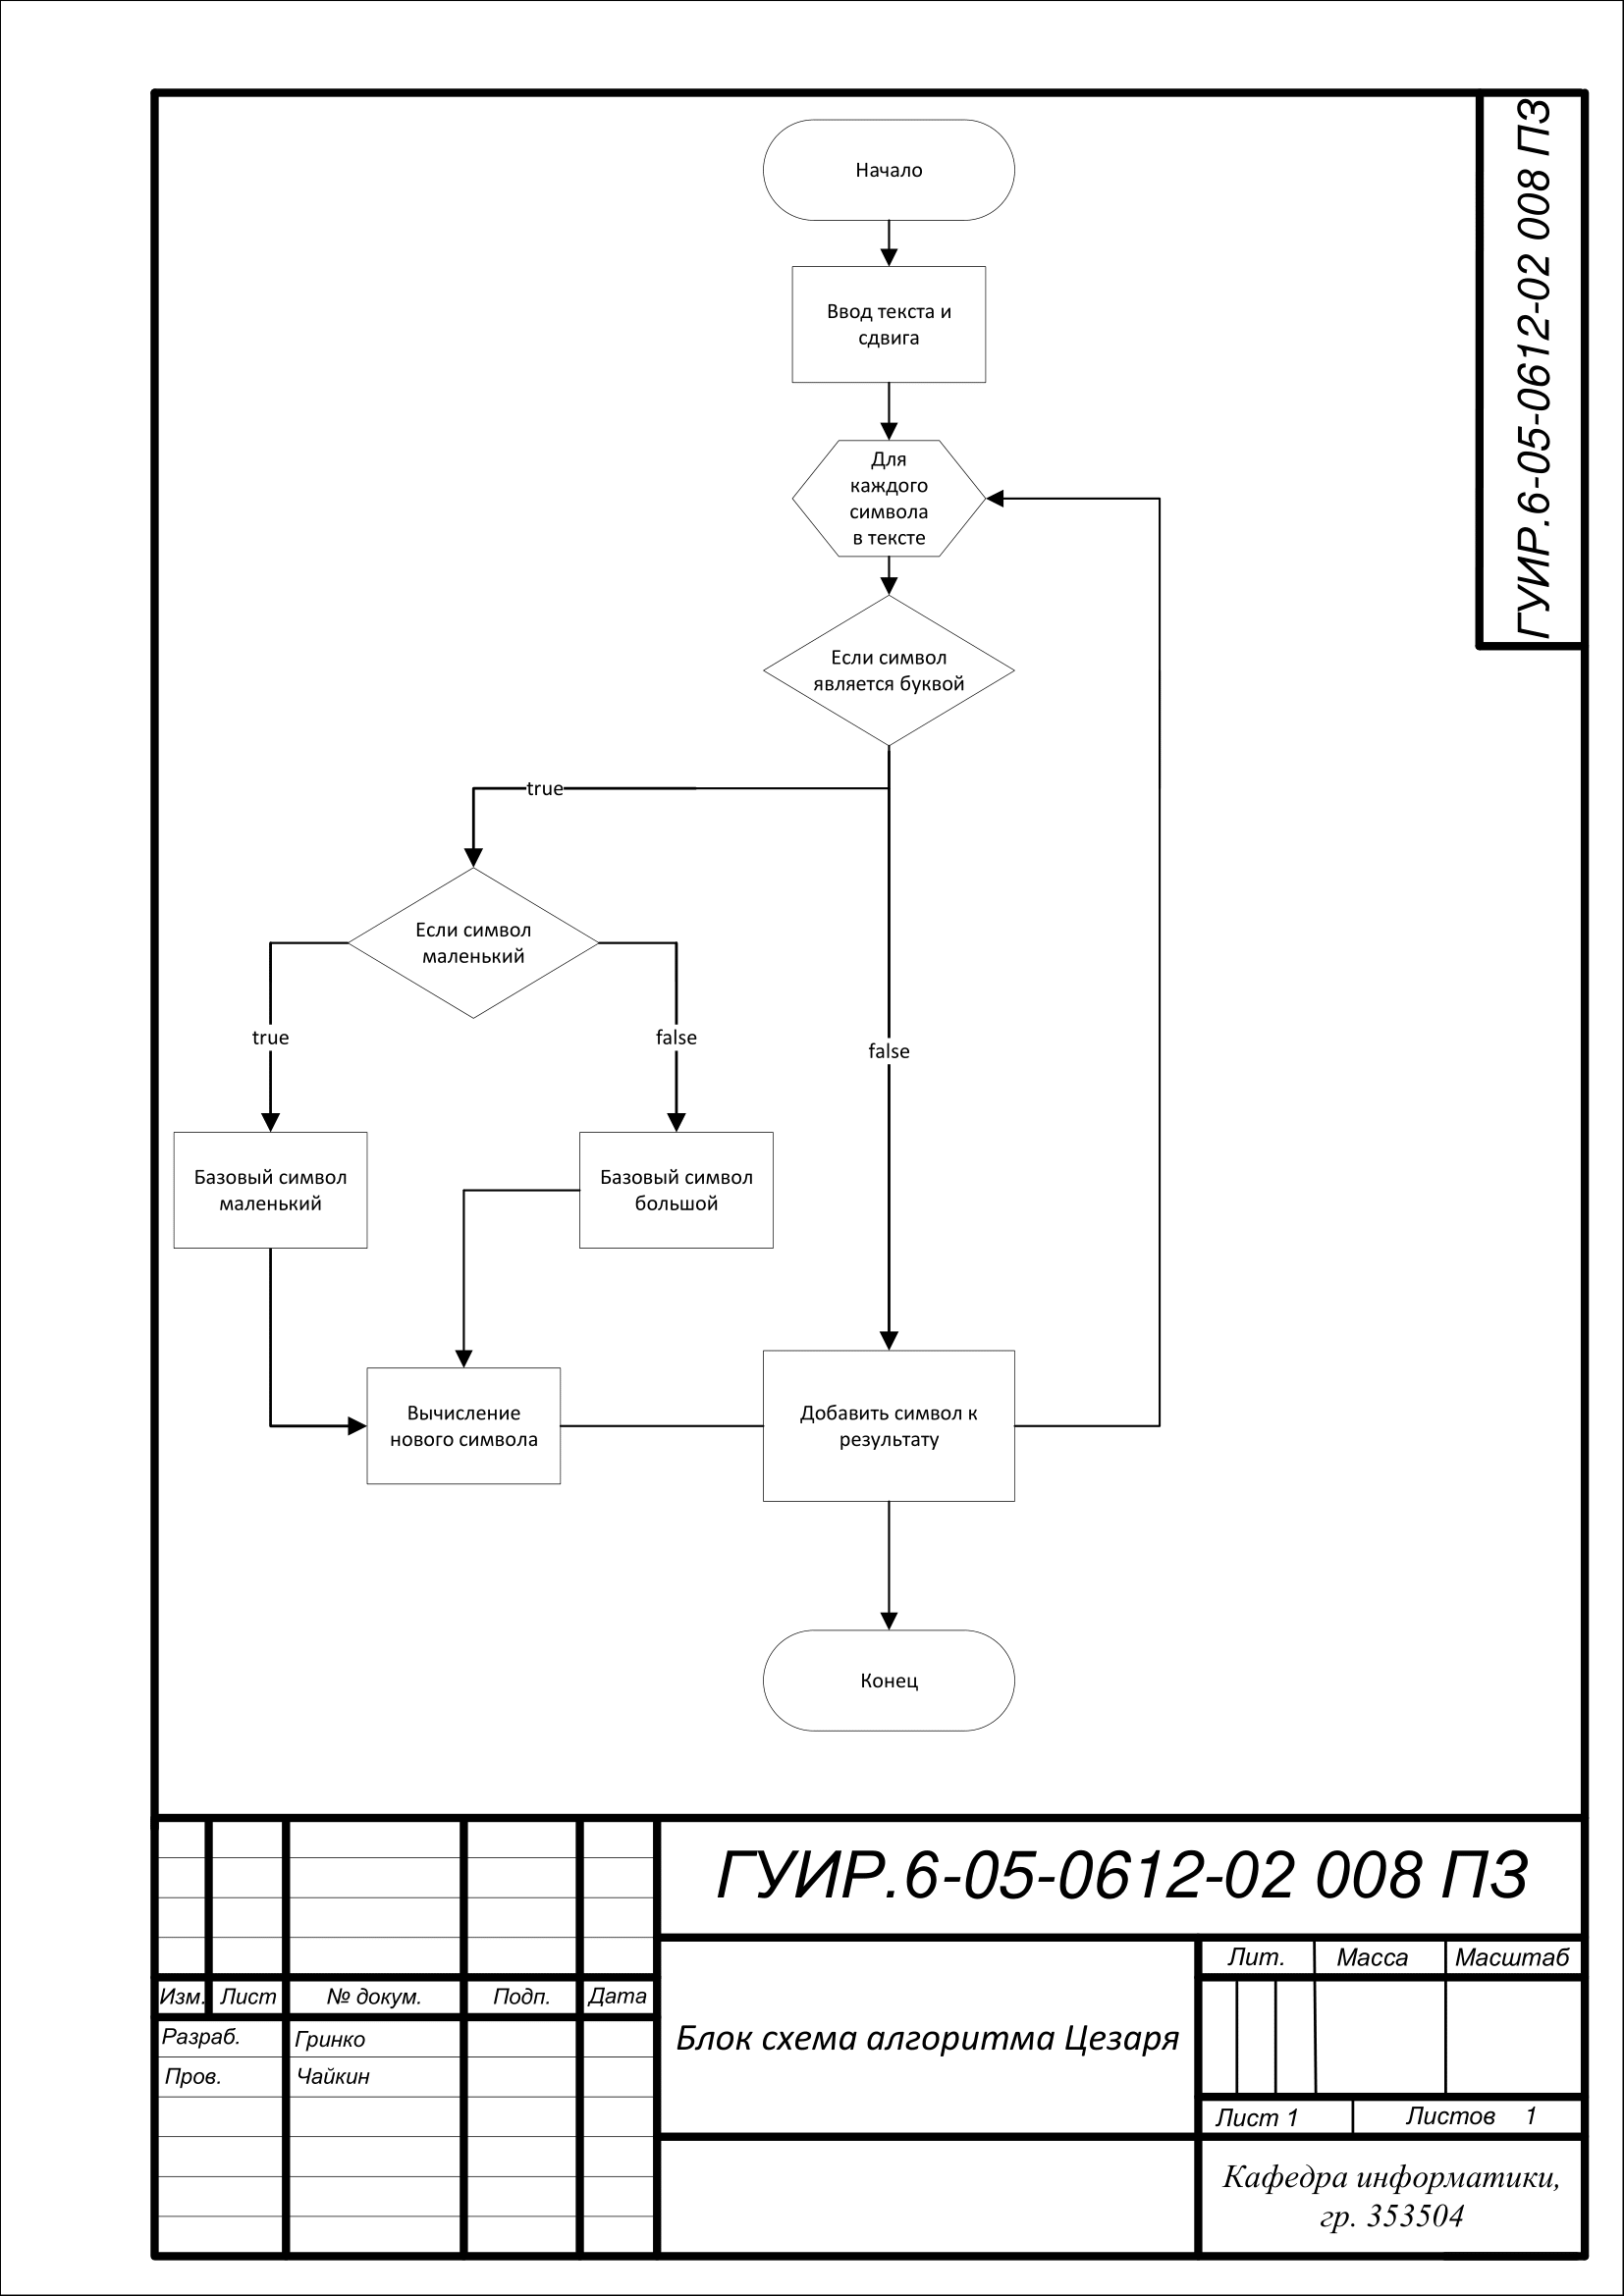 ГУИР.6-05-0612-02 008 ПЗ
Начало
Ввод текста и
сдвига
Для
каждого
символа
в тексте
Если символ
является буквой
true
Если символ
маленький
true
false
false
Базовый символ
маленький
Базовый символ
большой
Вычисление
нового символа
Добавить символ к
результату
Конец
ГУИР.6-05-0612-02 008 ПЗ
Лит. Масса Масштаб
Изм. Лист № докум. Подп. Дата
Блок схема алгоритма Цезаря
Разраб. Гринко
Пров. Чайкин
Лист 1 Листов 1
Кафедра информатики,
гр. 353504